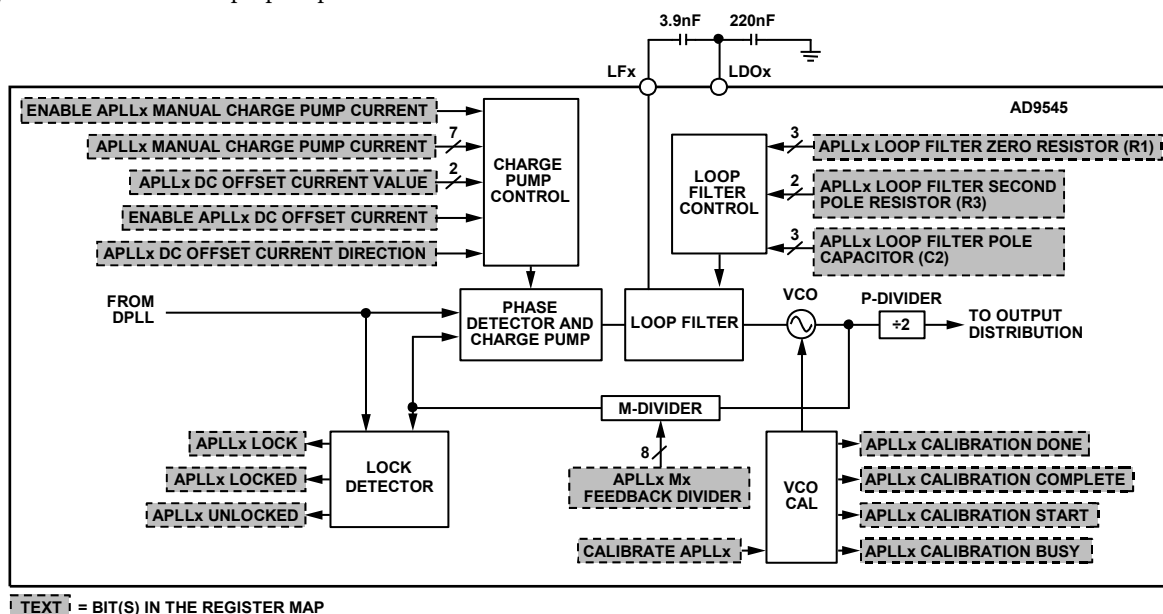 3.9nF
220nF
LFx
LDOx
AD9545
ENABLE APLLx MANUAL CHARGE PUMP CURRENT
APLLx MANUAL CHARGE PUMP CURRENT
7
APLLx DC OFFSET CURRENT VALUE
2
ENABLE APLLx DC OFFSET CURRENT
APLLx DC OFFSET CURRENT DIRECTION
CHARGE
PUMP
CONTROL
LOOP
FILTER
CONTROL
3
APLLx LOOP FILTER ZERO RESISTOR (R1)
2
APLLx LOOP FILTER SECOND
POLE RESISTOR (R3)
3
APLLx LOOP FILTER POLE
CAPACITOR (C2)
FROM
DPLL
PHASE
DETECTOR AND
CHARGE PUMP
LOOP FILTER
VCO
P-DIVIDER
÷2
TO OUTPUT
DISTRIBUTION
M-DIVIDER
8
APLLx Mx
FEEDBACK DIVIDER
APLLx LOCK
APLLx LOCKED
APLLx UNLOCKED
LOCK
DETECTOR
CALIBRATE APLLx
VCO
CAL
APLLx CALIBRATION DONE
APLLx CALIBRATION COMPLETE
APLLx CALIBRATION START
APLLx CALIBRATION BUSY
TEXT = BIT(S) IN THE REGISTER MAP